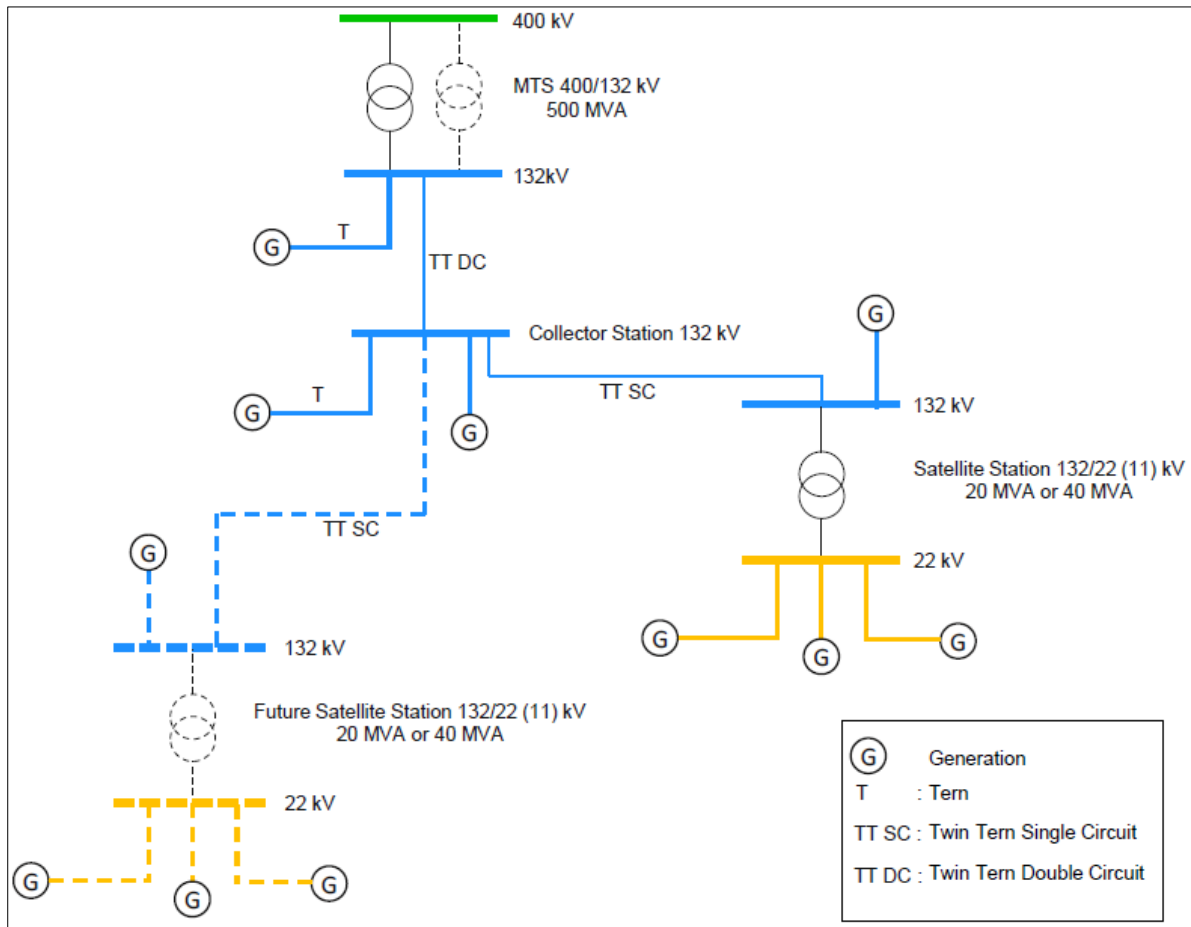 400 kV
MTS 400/132 kV
500 MVA
132kV
G
T
TT DC
G
Collector Station 132 kV
T
G
G
TT SC
132 kV
Satellite Station 132/22 (11) kV
20 MVA or 40 MVA
TT SC
G
22 kV
G
G
G
132 kV
Future Satellite Station 132/22 (11) kV
20 MVA or 40 MVA
22 kV
G
G
G
G Generation
T : Tern
TT SC : Twin Tern Single Circuit
TT DC : Twin Tern Double Circuit